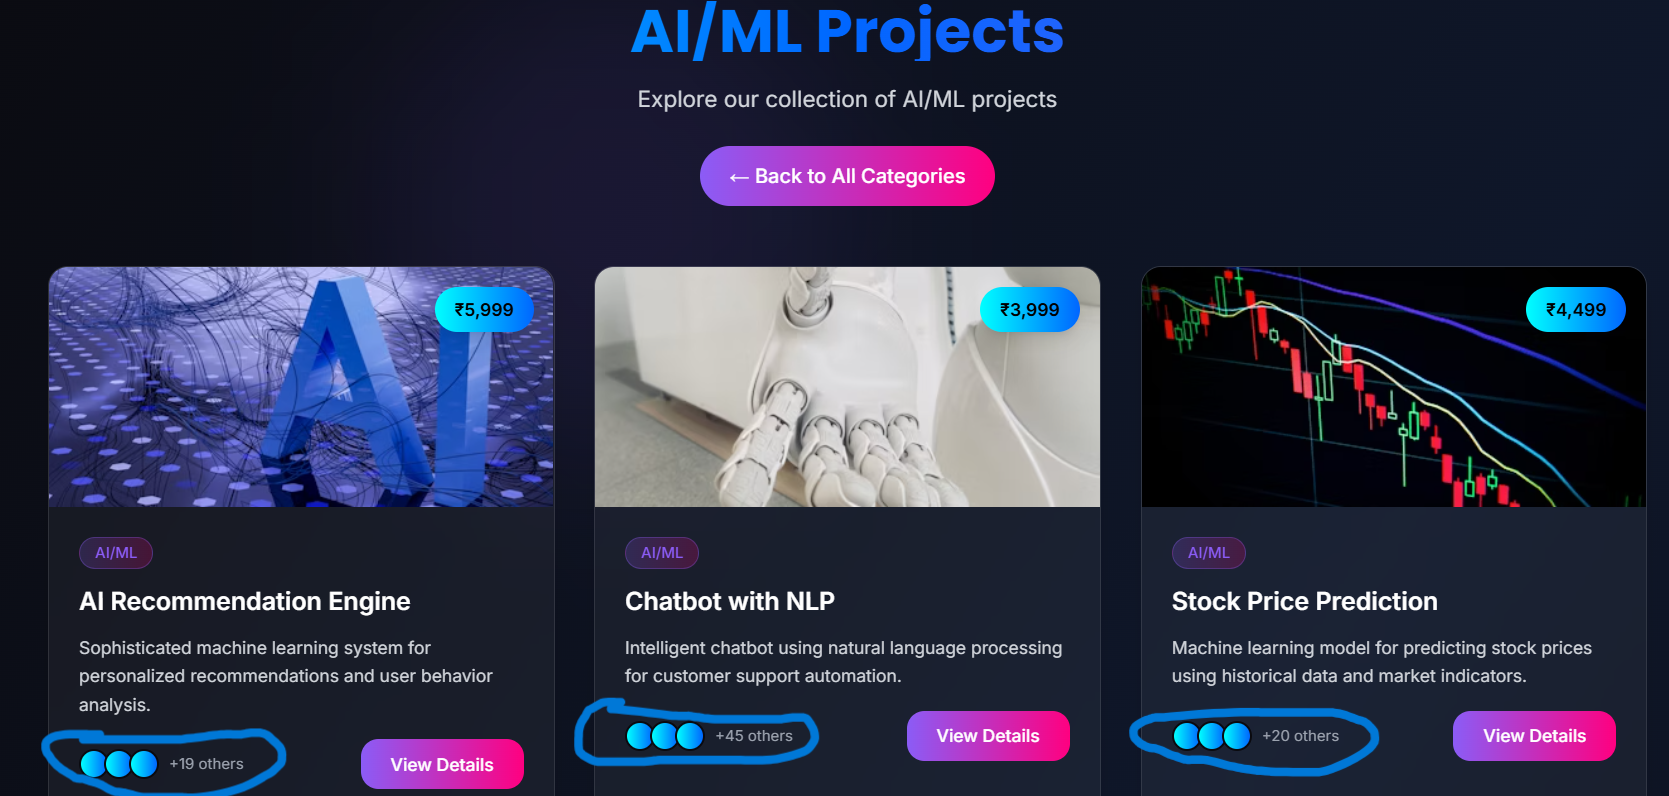 AI/ML Projects
Explore our collection of AI/ML projects
← Back to All Categories
₹5,999
₹3,999
₹4,499
AI/ML
AI Recommendation Engine
Sophisticated machine learning system for
personalized recommendations and user behavior
analysis.
+19 others
View Details
AI/ML
Chatbot with NLP
Intelligent chatbot using natural language processing
for customer support automation.
+45 others
View Details
AI/ML
Stock Price Prediction
Machine learning model for predicting stock prices
using historical data and market indicators.
+20 others
View Details